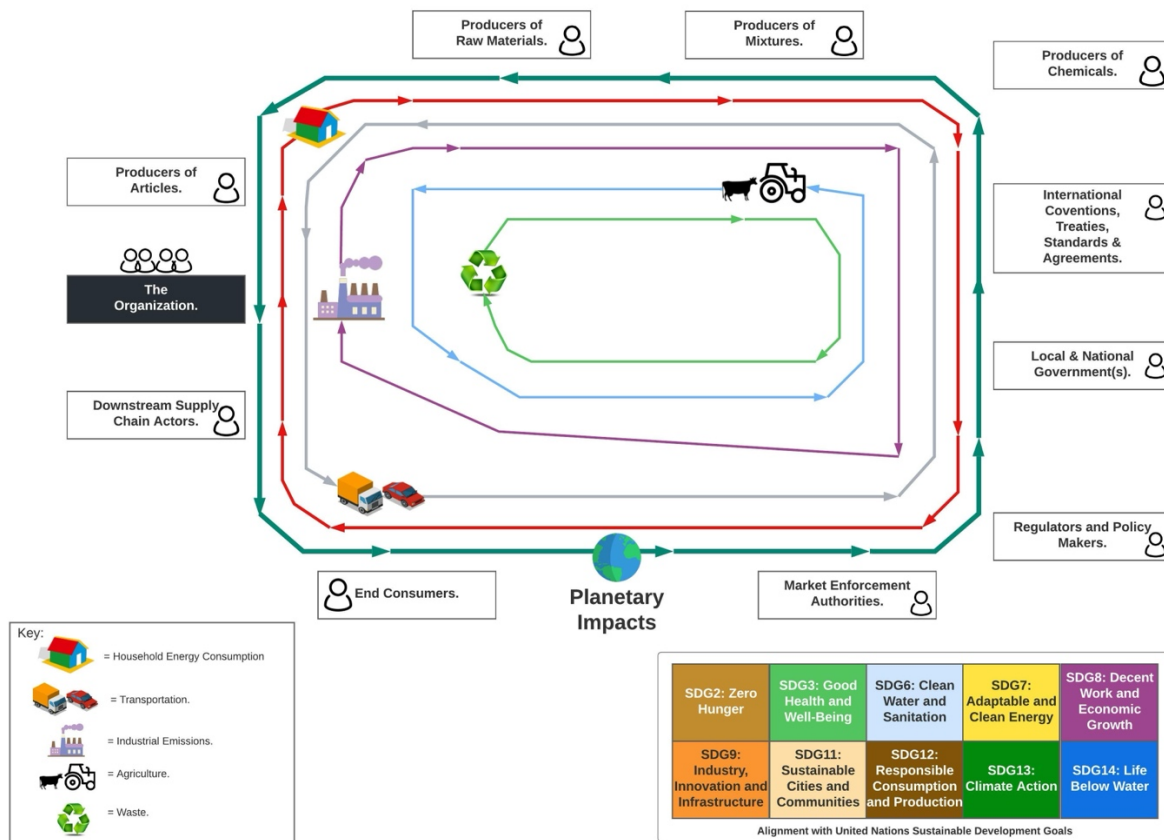 Producers of
Raw Materials.
Producers of
Mixtures.
Producers of
Chemicals.
Producers of
Articles.
International
Coventions,
Treaties,
Standards &
Agreements.
The
Organization.
Local & National
Government(s).
Downstream Supply
Chain Actors.
Regulators and Policy
Makers.
End Consumers.
Planetary
Impacts
Market Enforcement
Authorities.
Key:
= Household Energy Consumption
= Transportation.
= Industrial Emissions.
= Agriculture.
= Waste.
SDG2: Zero
Hunger
SDG3: Good
Health and
Well-Being
SDG6: Clean
Water and
Sanitation
SDG7:
Adaptable and
Clean Energy
SDG8: Decent
Work and
Economic
Growth
SDG9:
Industry,
Innovation and
Infrastructure
SDG11:
Sustainable
Cities and
Communities
SDG12:
Responsible
Consumption
and Production
SDG13:
Climate Action
SDG14: Life
Below Water
Alignment with United Nations Sustainable Development Goals